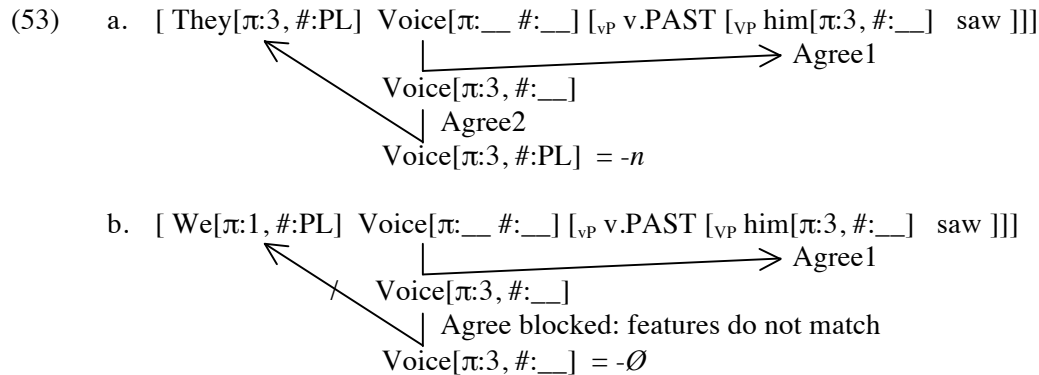 (53) a. [ They[π:3, #:PL] Voice[π:__ #:__] [vP v.PAST [VP him[π:3, #:__] saw ]]]
Agree1
Voice[π:3, #:__]
Agree2
Voice[π:3, #:PL] = -n
b. [ We[π:1, #:PL] Voice[π:__ #:__] [vP v.PAST [VP him[π:3, #:__] saw ]]]
Agree1
/ Voice[π:3, #:__]
Agree blocked: features do not match
Voice[π:3, #:__] = -Ø